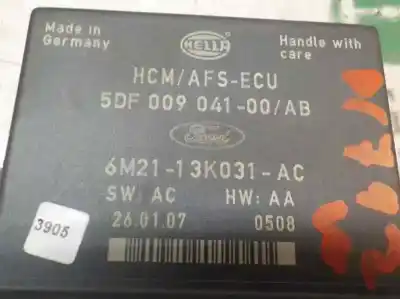 Made in
Germany
HELLA
Handle with
care
HCM/AFS-ECU
5DF 009 041-00/AB
Ford
6M21-13K031-AC
SW: AC HW: AA
26.01.07 0508
3905